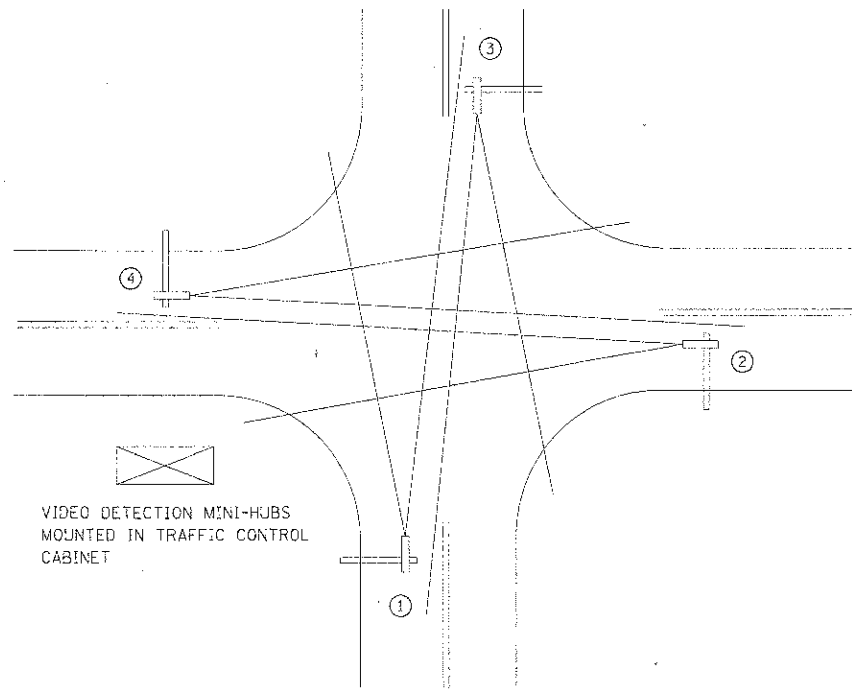 3
4
2
VIDEO DETECTION MINI-HUBS
MOUNTED IN TRAFFIC CONTROL
CABINET
1